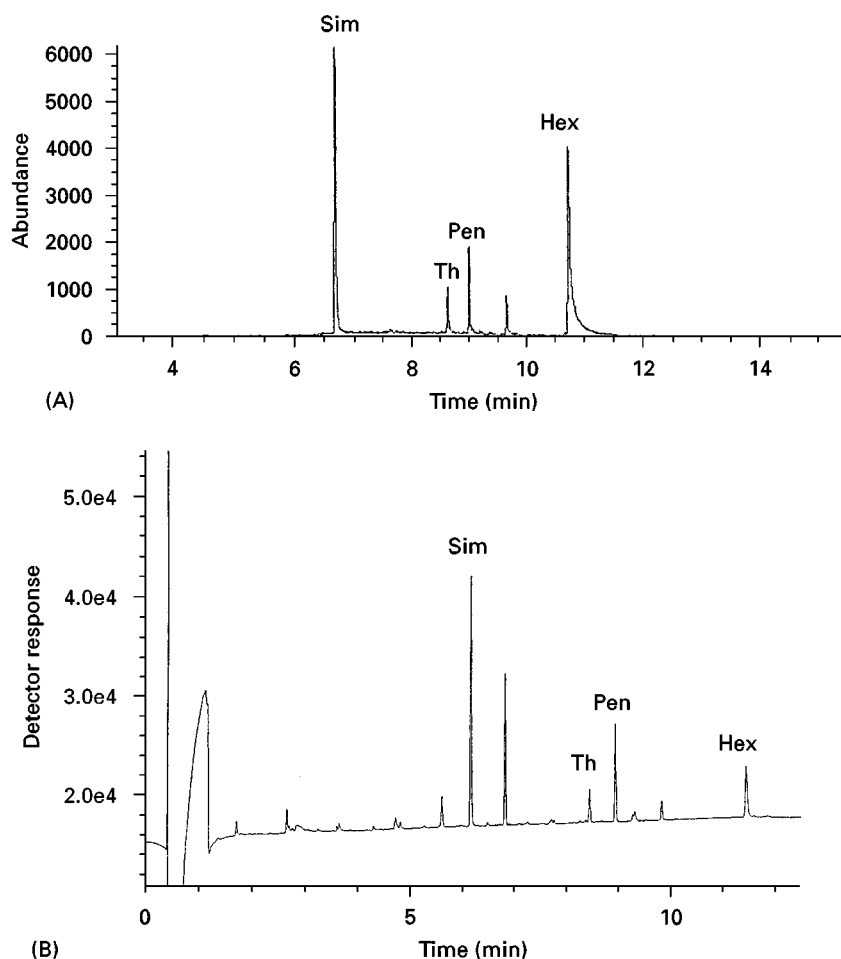 Sim
6000
5000
4000
3000
2000
1000
0
Abundance
Hex
Pen
Th
4 6 8 10 12 14
(A) Time (min)
5.0e4
4.0e4
3.0e4
2.0e4
Detector response
Sim
Pen
Th
Hex
0 5 10
(B) Time (min)